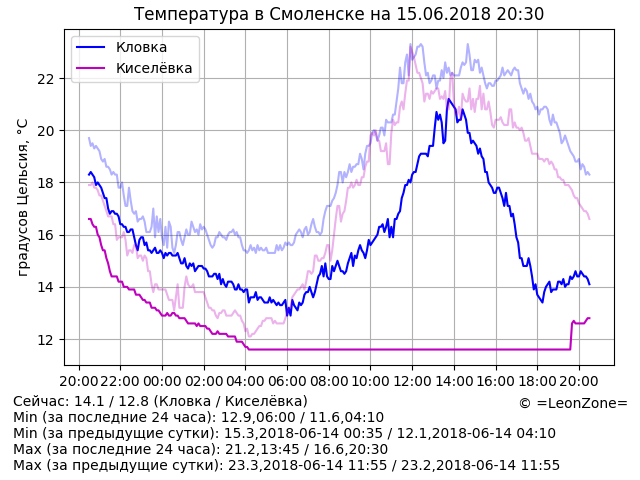 Температура в Смоленске на 15.06.2018 20:30
Кловка
Киселёвка
градусов Цельсия, °C
22
20
18
16
14
12
20:00 22:00 00:00 02:00 04:00 06:00 08:00 10:00 12:00 14:00 16:00 18:00 20:00
Сейчас: 14.1 / 12.8 (Кловка / Киселёвка)
© =LeonZone=
Min (за последние 24 часа): 12.9,06:00 / 11.6,04:10
Min (за предыдущие сутки): 15.3,2018-06-14 00:35 / 12.1,2018-06-14 04:10
Max (за последние 24 часа): 21.2,13:45 / 16.6,20:30
Max (за предыдущие сутки): 23.3,2018-06-14 11:55 / 23.2,2018-06-14 11:55